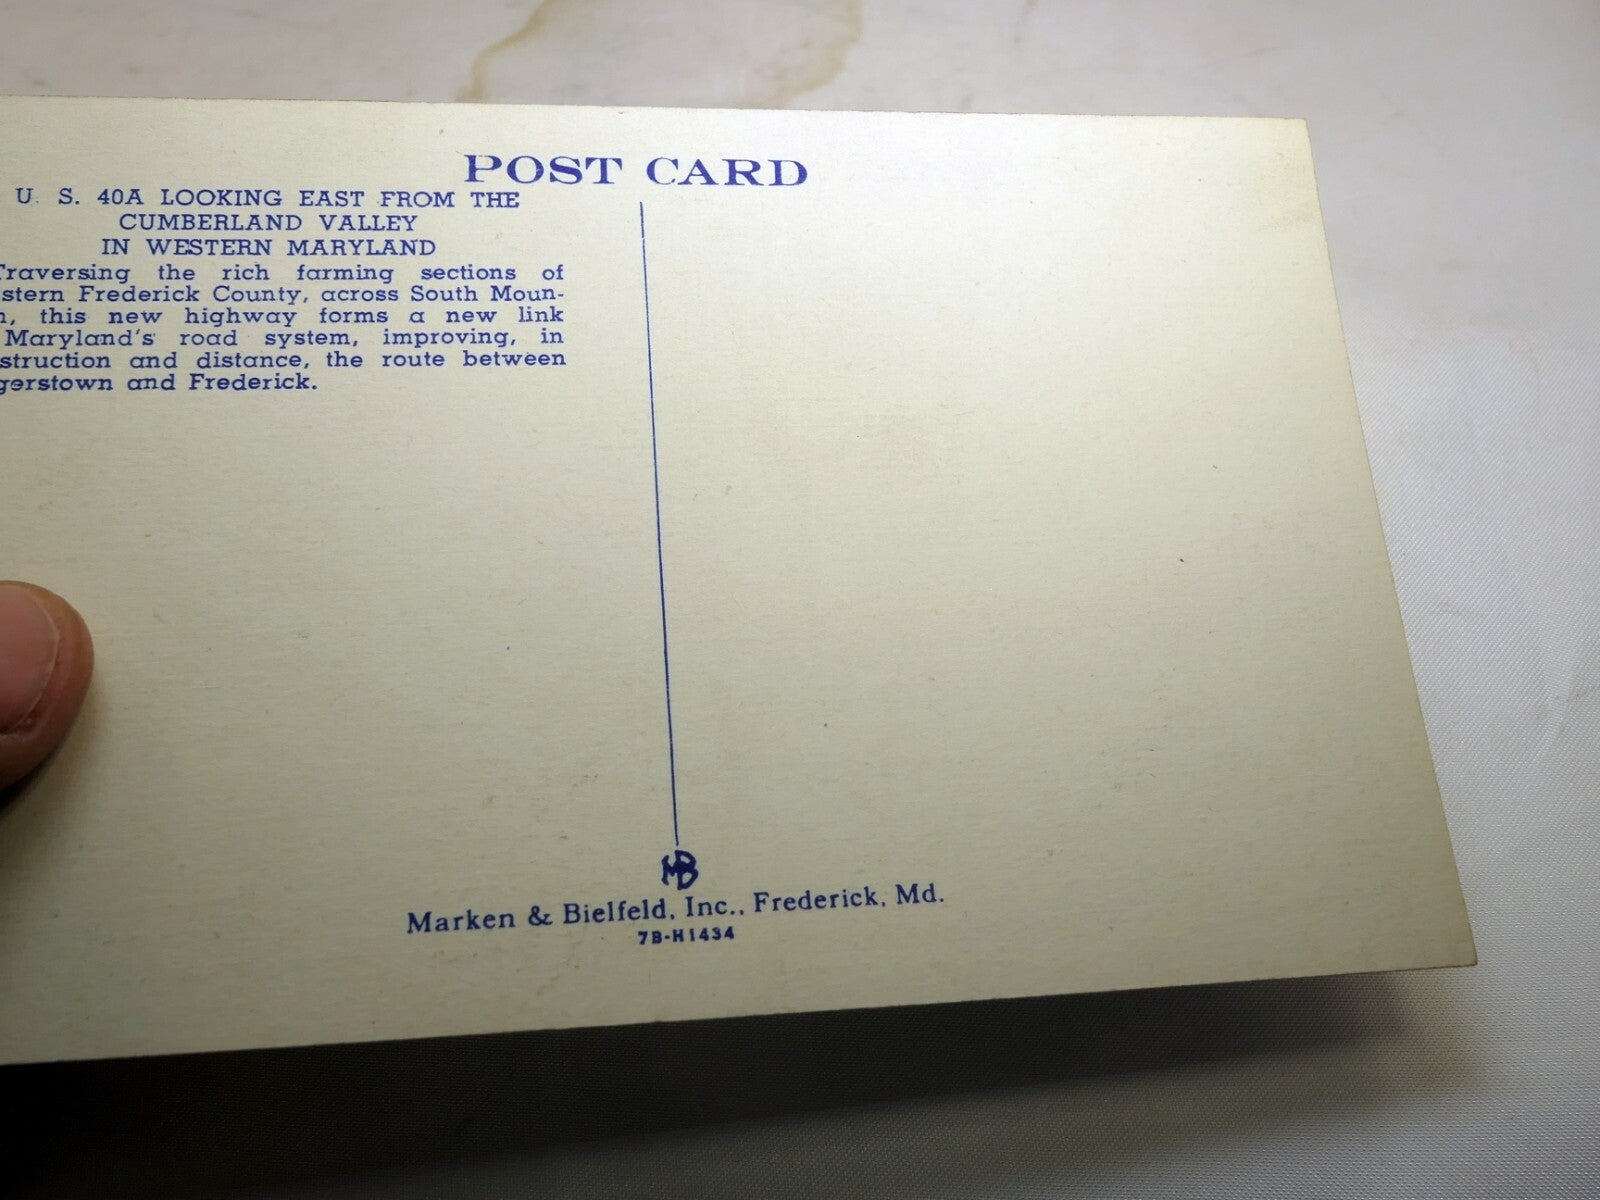 POST CARD
U. S. 40A LOOKING EAST FROM THE
CUMBERLAND VALLEY
IN WESTERN MARYLAND
Traversing the rich farming sections of
stern Frederick County, across South Moun-
n, this new highway forms a new link
Maryland's road system, improving, in
struction and distance, the route between
gerstown and Frederick.
MB
Marken & Bielfeld, Inc., Frederick, Md.
7B-H1434